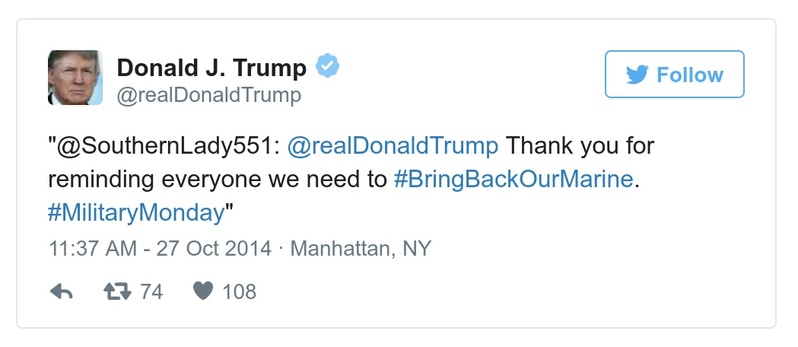 Donald J. Trump
@realDonaldTrump
Follow
"@SouthernLady551: @realDonaldTrump Thank you for
reminding everyone we need to #BringBackOurMarine.
#MilitaryMonday"
11:37 AM - 27 Oct 2014 · Manhattan, NY
74 108